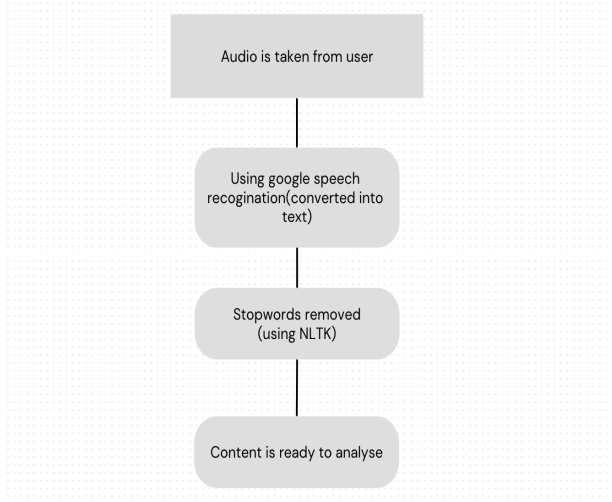 Audio is taken from user
Using google speech
recogination(converted into
text)
Stopwords removed
(using NLTK)
Content is ready to analyse